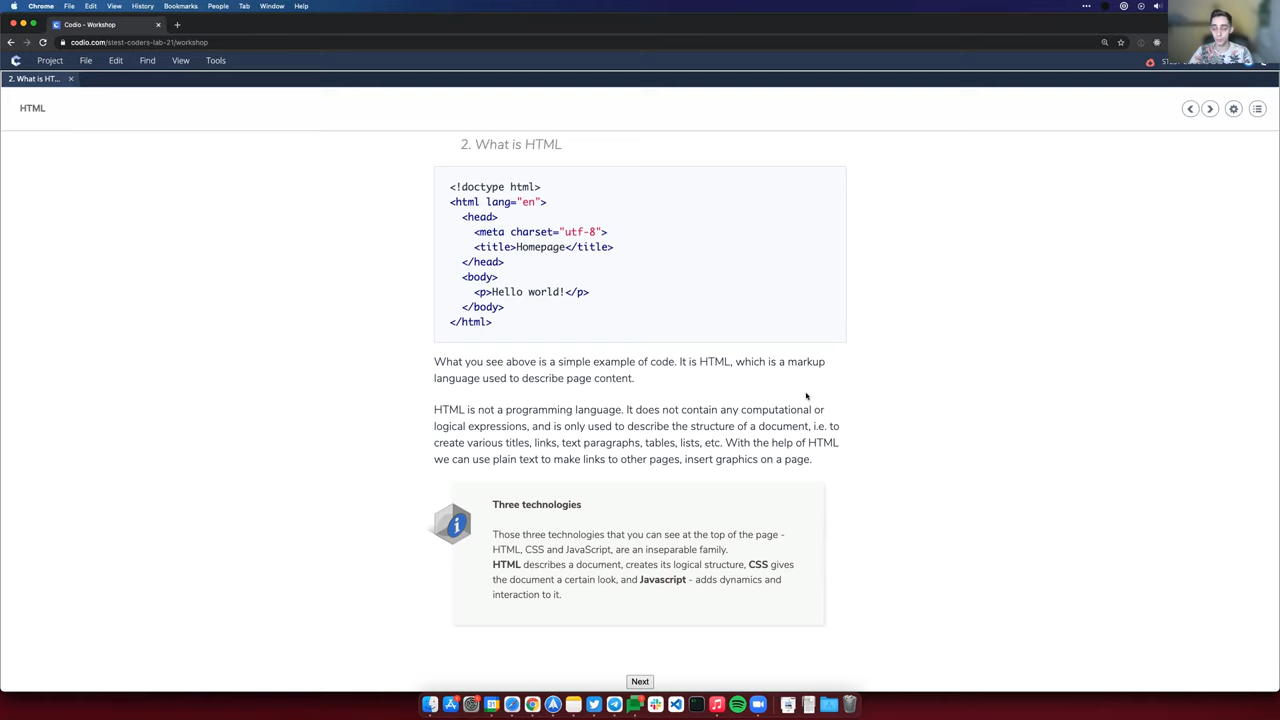 Chrome File Edit View History Bookmarks People Tab Window Help
Codio - Workshop
codio.com/stest-coders-lab-21/workshop
Project File Edit Find View Tools
2. What is HT...
HTML
2. What is HTML
<!doctype html>
<html lang="en">
<head>
<meta charset="utf-8">
<title>Homepage</title>
</head>
<body>
<p>Hello world!</p>
</body>
</html>
What you see above is a simple example of code. It is HTML, which is a markup
language used to describe page content.
HTML is not a programming language. It does not contain any computational or
logical expressions, and is only used to describe the structure of a document, i.e. to
create various titles, links, text paragraphs, tables, lists, etc. With the help of HTML
we can use plain text to make links to other pages, insert graphics on a page.
Three technologies
Those three technologies that you can see at the top of the page -
HTML, CSS and JavaScript, are an inseparable family.
HTML describes a document, creates its logical structure, CSS gives
the document a certain look, and Javascript - adds dynamics and
interaction to it.
Next